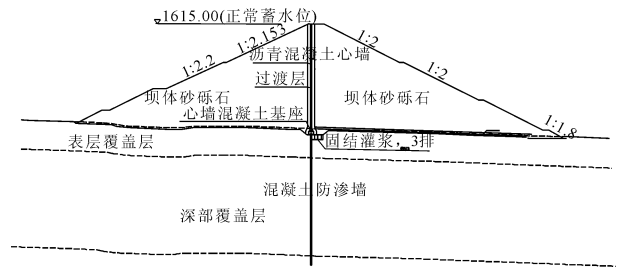 1615.00(正常蓄水位)
1:2.153
1:2
沥青混凝土心墙
1:2.2
过渡层
1:2
坝体砂砾石
坝体砂砾石
心墙混凝土基座
1:1.8
表层覆盖层
固结灌浆，3排
混凝土防渗墙
深部覆盖层